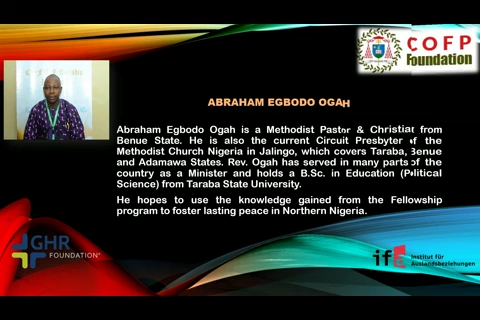 COFP
Foundation
ABRAHAM EGBODO OGAH
Abraham Egbodo Ogah is a Methodist Pastor & Christian from
Benue State. He is also the current Circuit Presbyter of the
Methodist Church Nigeria in Jalingo, which covers Taraba, Benue
and Adamawa States. Rev. Ogah has served in many parts of the
country as a Minister and holds a B.Sc. in Education (Political
Science) from Taraba State University.
He hopes to use the knowledge gained from the Fellowship
program to foster lasting peace in Northern Nigeria.
GHR
FOUNDATION
ifa Institut für
Auslandsbeziehungen